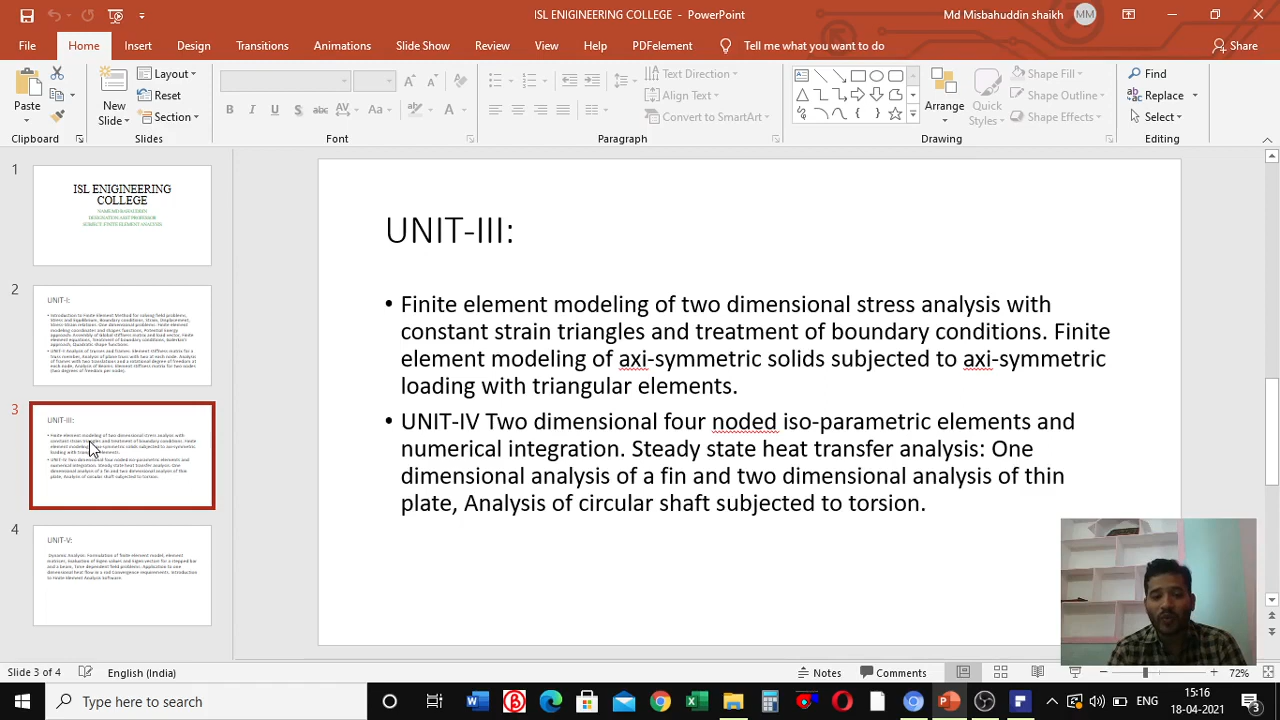 ISL ENIGINEERING COLLEGE - PowerPoint
Md Misbahuddin shaikh MM
File Home Insert Design Transitions Animations Slide Show Review View Help PDFelement Tell me what you want to do Share
Paste
New Slide
Layout
Reset
Section
Text Direction
Align Text
Convert to SmartArt
Arrange
Quick Styles
Shape Fill
Shape Outline
Shape Effects
Find
Replace
Select
Clipboard Slides Font Paragraph Drawing Editing
1
ISL ENIGINEERING
COLLEGE
2
UNIT-I:
3
UNIT-III:
4
UNIT-V:
UNIT-III:
• Finite element modeling of two dimensional stress analysis with
constant strain triangles and treatment of boundary conditions. Finite
element modeling of axi-symmetric solids subjected to axi-symmetric
loading with triangular elements.
• UNIT-IV Two dimensional four noded iso-parametric elements and
numerical integration. Steady state heat transfer analysis: One
dimensional analysis of a fin and two dimensional analysis of thin
plate, Analysis of circular shaft subjected to torsion.
Slide 3 of 4 English (India) Notes Comments 72%
Type here to search
ENG
15:16
18-04-2021